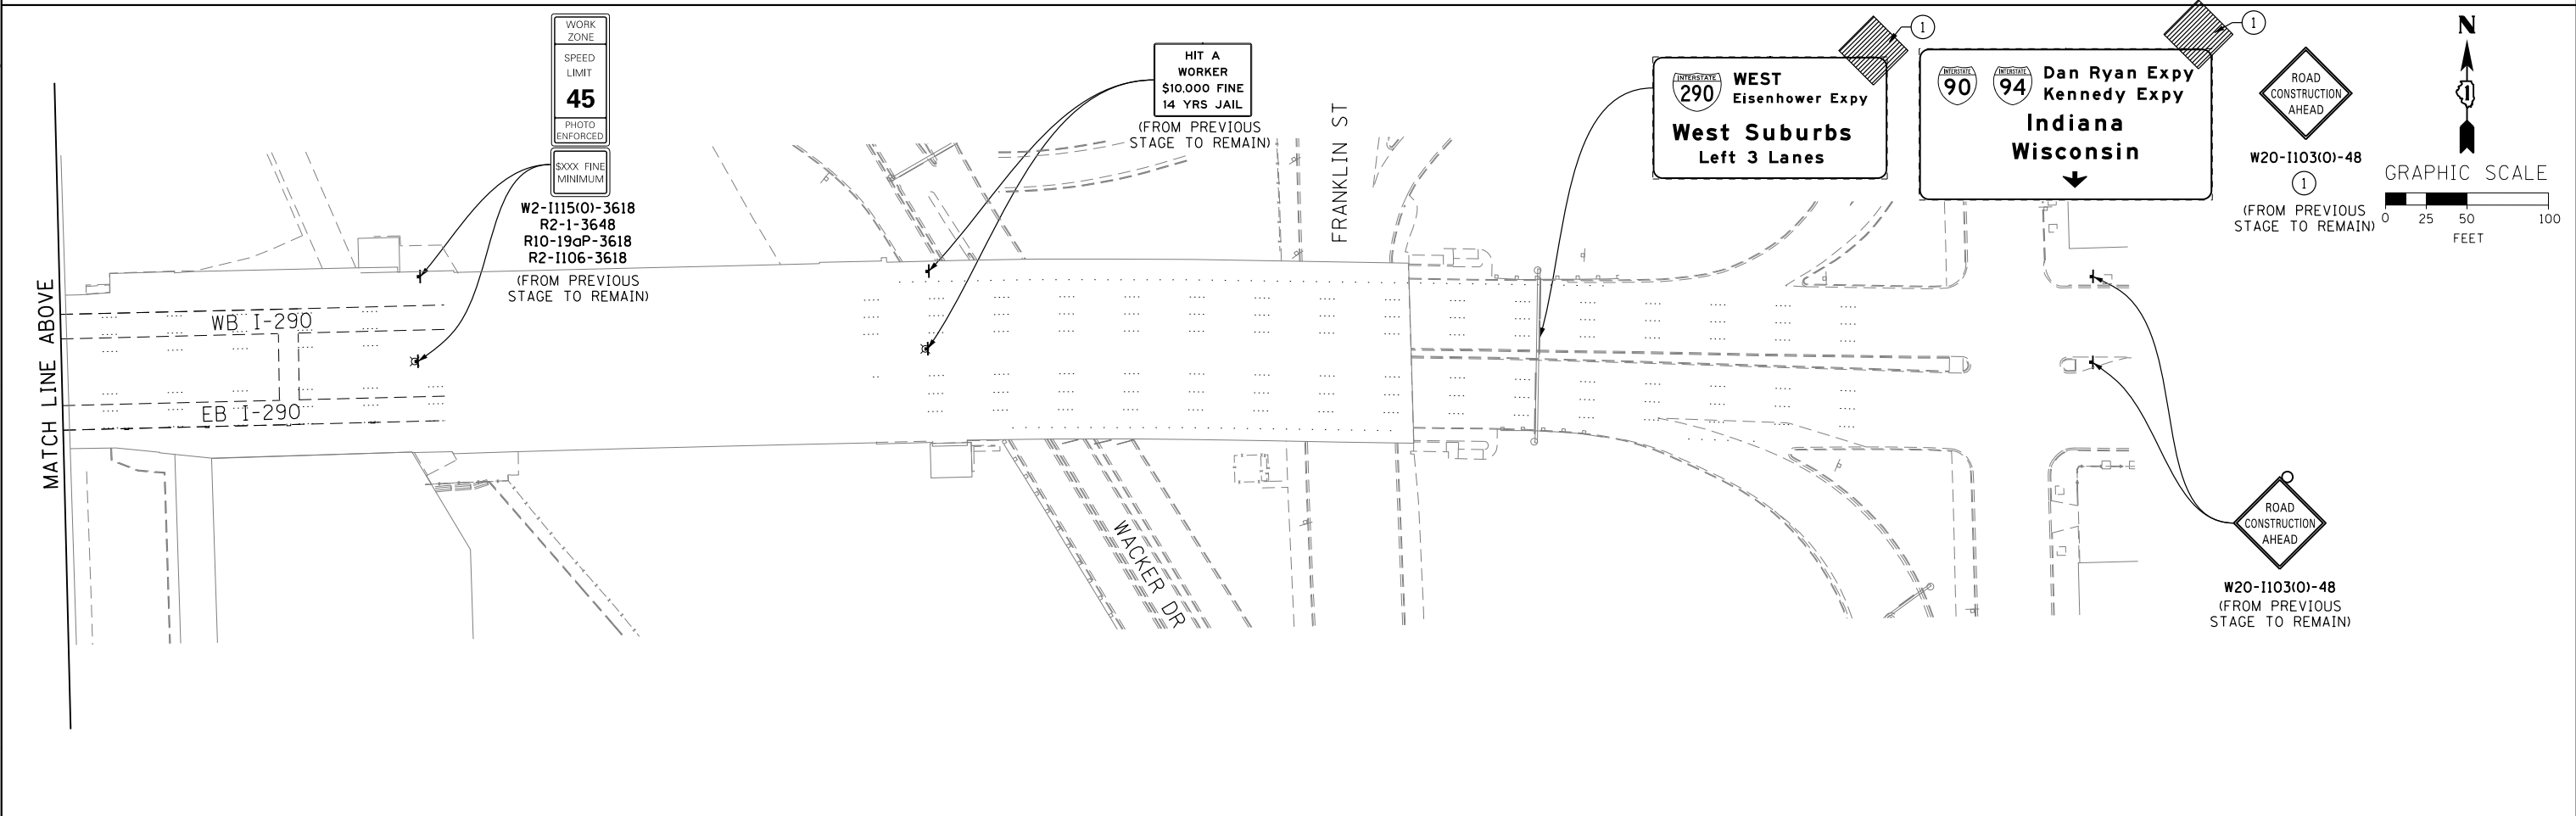 WORK
ZONE
SPEED
LIMIT
45
PHOTO
ENFORCED
$XXX FINE
MINIMUM
W2-I115(O)-3618
R2-1-3648
R10-19aP-3618
R2-I106-3618
(FROM PREVIOUS
STAGE TO REMAIN)
HIT A
WORKER
$10,000 FINE
14 YRS JAIL
(FROM PREVIOUS
STAGE TO REMAIN)
FRANKLIN ST
INTERSTATE
290
WEST
Eisenhower Expy
West Suburbs
Left 3 Lanes
1
INTERSTATE
90
INTERSTATE
94
Dan Ryan Expy
Kennedy Expy
Indiana
Wisconsin
1
ROAD
CONSTRUCTION
AHEAD
W20-I103(O)-48
1
(FROM PREVIOUS
STAGE TO REMAIN)
N
GRAPHIC SCALE
0 25 50 100
FEET
MATCH LINE ABOVE
WB I-290
EB I-290
WACKER DR
ROAD
CONSTRUCTION
AHEAD
W20-I103(O)-48
(FROM PREVIOUS
STAGE TO REMAIN)